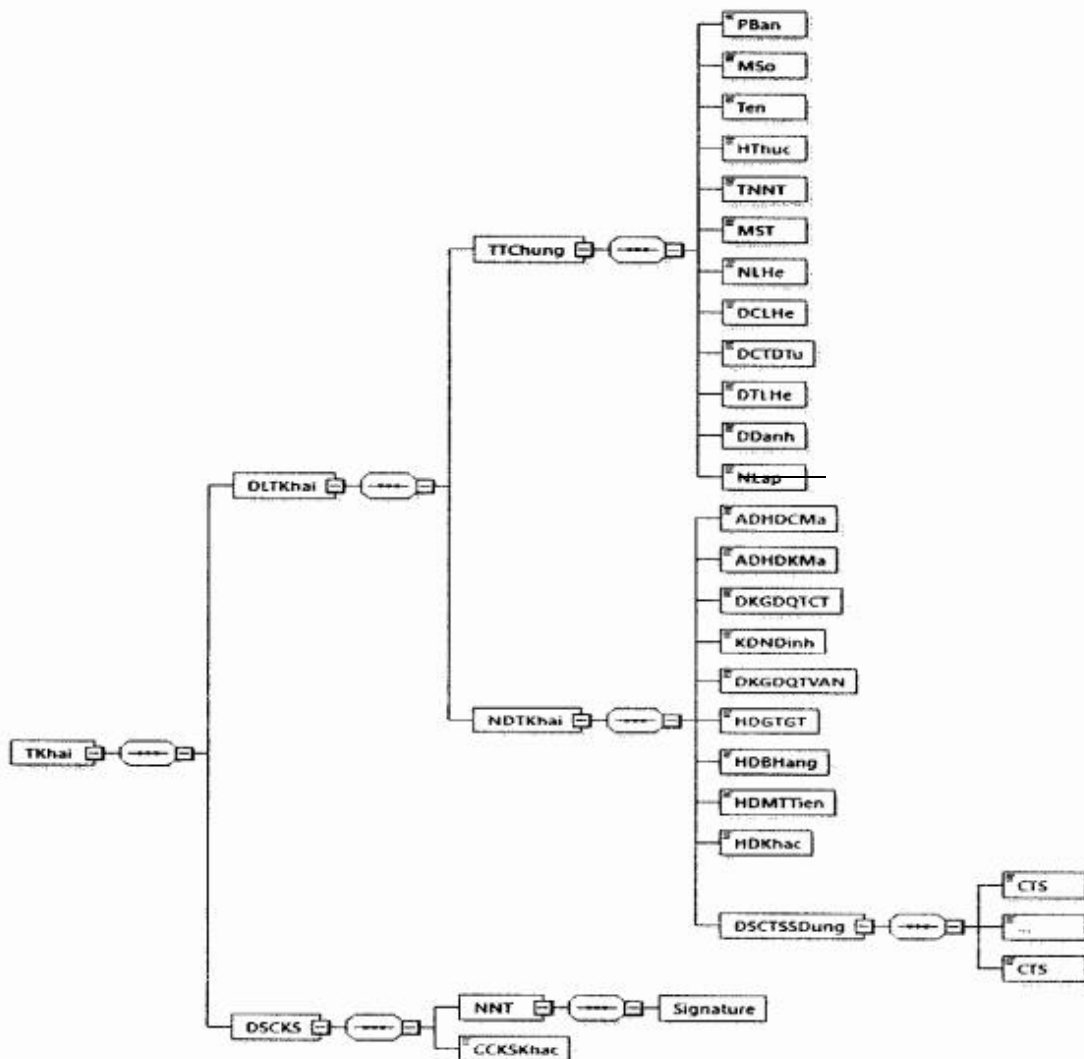 PBan
MSo
Ten
HThuc
TNNT
MST
TTChung
NLHe
DCLHe
DCTDTu
DTLHe
DDanh
NLap
DLTKhai
ADHDCMa
ADHDKMa
DKGDQTCT
KDNDinh
DKGDQTVAN
NDTKhai
HDGTGT
TKhai
HDBHang
HDMTTien
HDKhac
CTS
DSCTSSDung
...
CTS
NNT
Signature
DSCKS
CCKSKhac